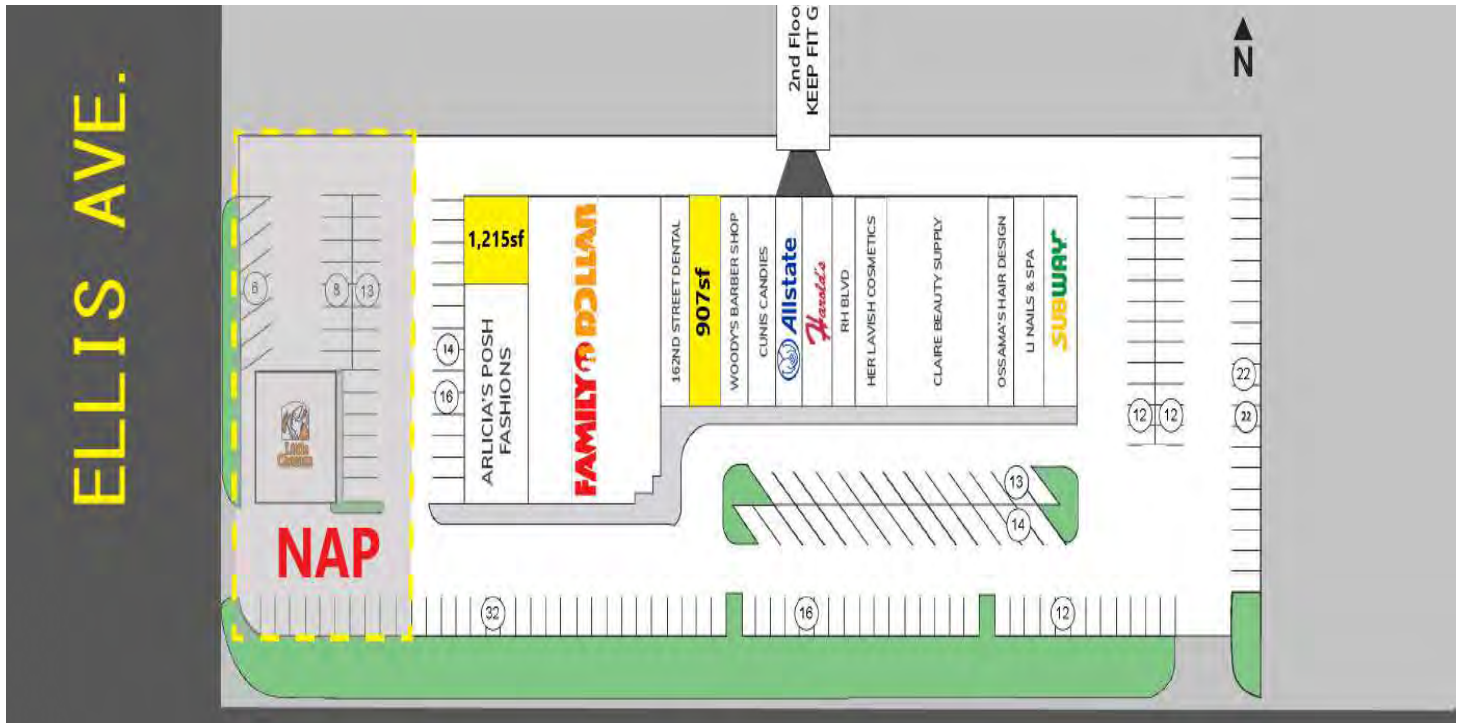 ELLIS AVE.
2nd Floo
KEEP FIT G
N
6
8
13
Little
Caesars
NAP
14
16
1,215sf
ARLICIA'S POSH
FASHIONS
FAMILY DOLLAR
162ND STREET DENTAL
907sf
WOODY'S BARBER SHOP
CUNIS CANDIES
Allstate
Harold's
RH BLVD
HER LAVISH COSMETICS
CLAIRE BEAUTY SUPPLY
OSSAMA'S HAIR DESIGN
LI NAILS & SPA
SUBWAY
12
12
22
22
13
14
32
16
12